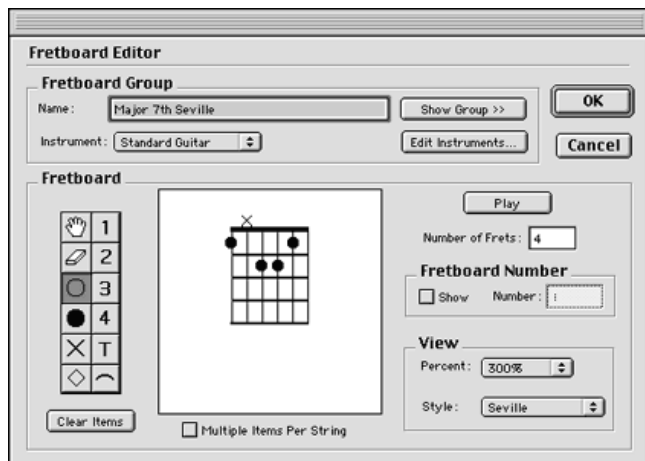 Fretboard Editor
Fretboard Group
Name: Major 7th Seville Show Group >> OK
Instrument: Standard Guitar Edit Instruments... Cancel
Fretboard
1
2
3
4
T
Clear Items
Multiple Items Per String
Play
Number of Frets: 4
Fretboard Number
Show Number:
View
Percent: 300%
Style: Seville